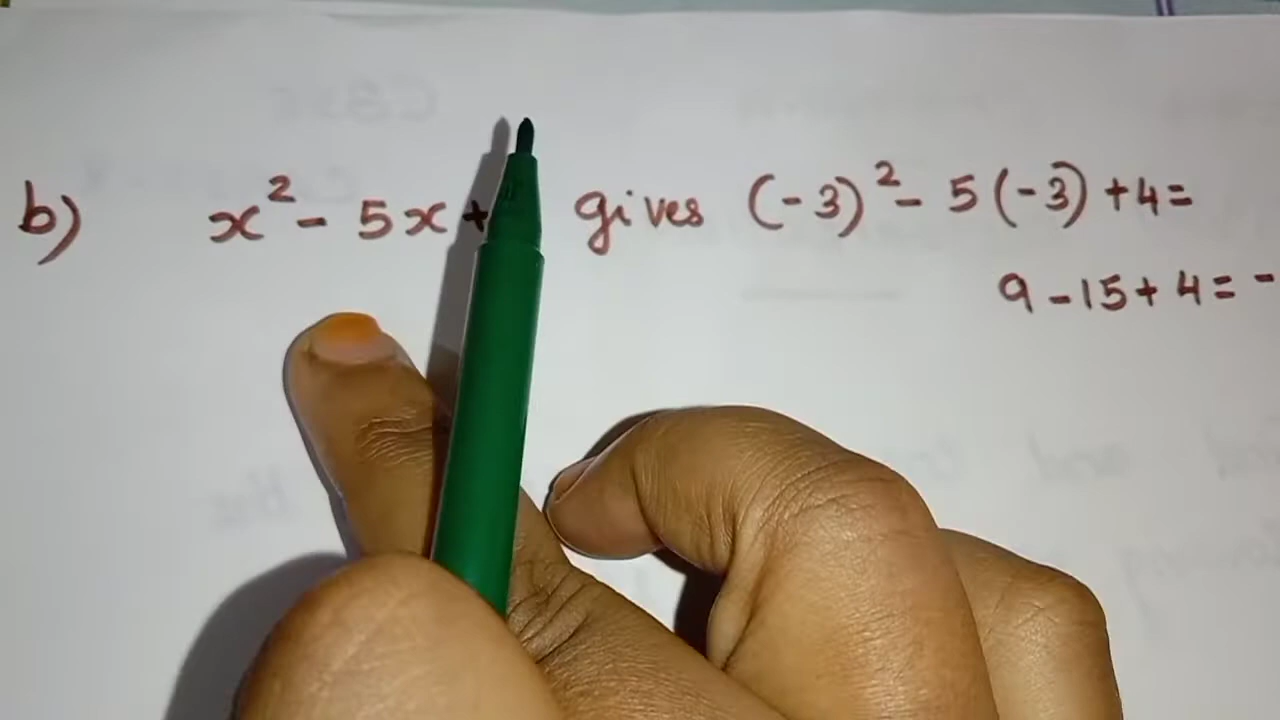 b) x² - 5x + gives (-3)² - 5(-3) + 4 =
9 - 15 + 4 = -